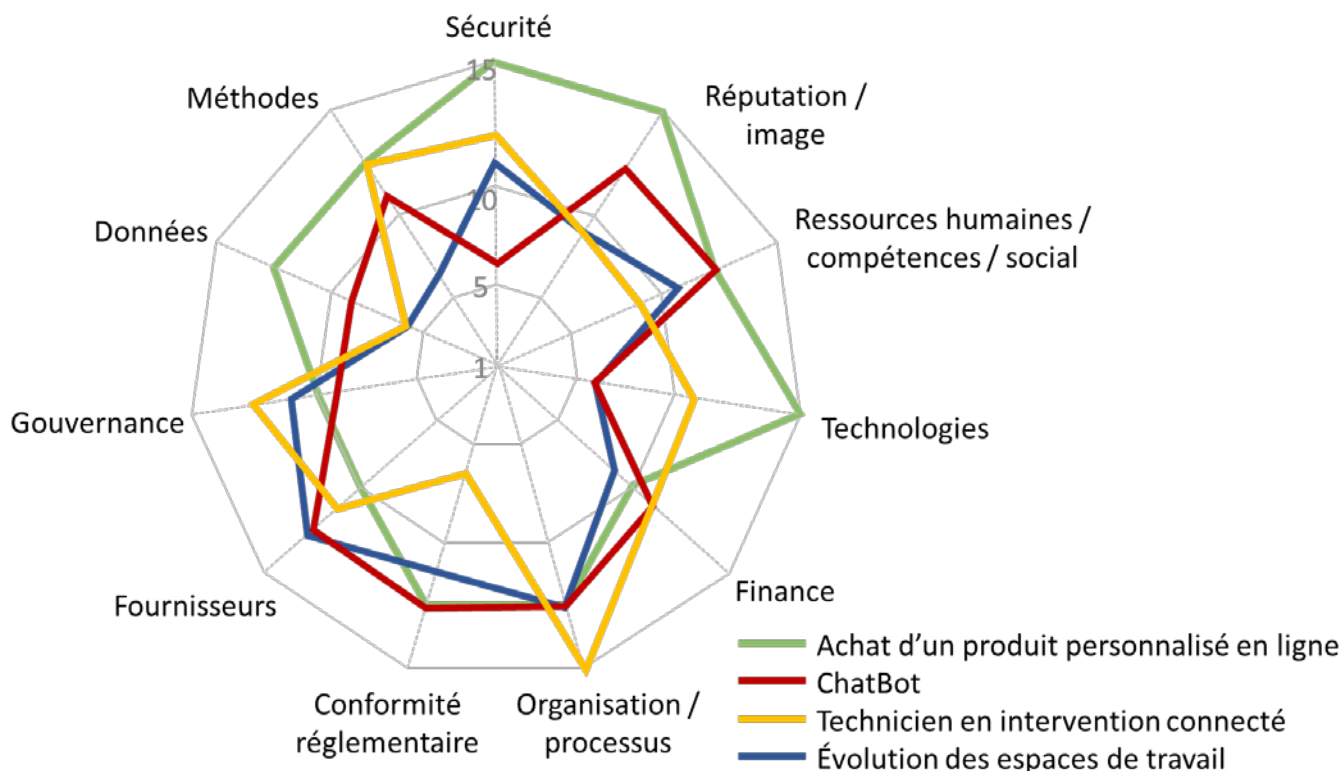 Sécurité
15
Réputation /
image
Méthodes
10
Ressources humaines /
compétences / social
Données
5
1
Technologies
Gouvernance
Finance
Fournisseurs
Conformité
réglementaire
Organisation /
processus
Achat d’un produit personnalisé en ligne
ChatBot
Technicien en intervention connecté
Évolution des espaces de travail